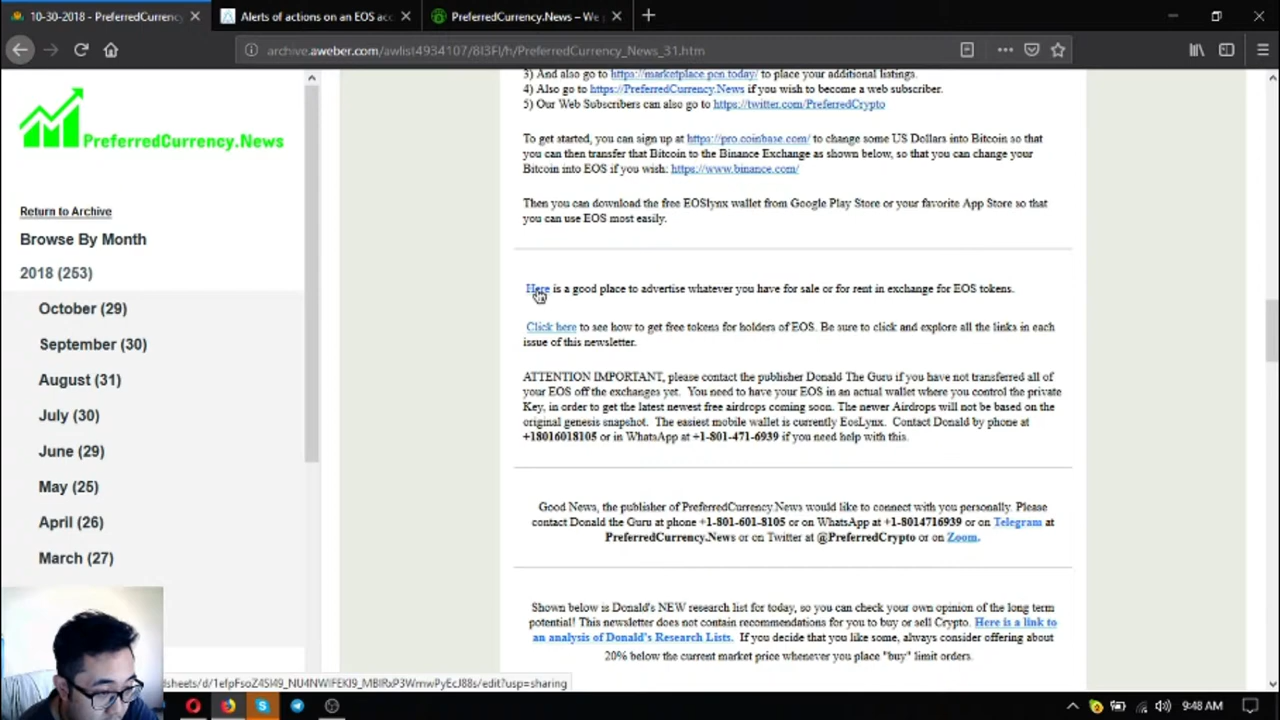 10-30-2018 - PreferredCurrency
Alerts of actions on an EOS acc
PreferredCurrency.News – We
archive.aweber.com/awlist4934107/8I3FI/h/PreferredCurrency_News_31.htm
PreferredCurrency.News
Return to Archive
Browse By Month
2018 (253)
October (29)
September (30)
August (31)
July (30)
June (29)
May (25)
April (26)
March (27)
3) And also go to https://marketplace.pcn.today/ to place your additional listings.
4) Also go to https://PreferredCurrency.News if you wish to become a web subscriber.
5) Our Web Subscribers can also go to https://twitter.com/PreferredCrypto
To get started, you can sign up at https://pro.coinbase.com/ to change some US Dollars into Bitcoin so that
you can then transfer that Bitcoin to the Binance Exchange as shown below, so that you can change your
Bitcoin into EOS if you wish: https://www.binance.com/
Then you can download the free EOSlynx wallet from Google Play Store or your favorite App Store so that
you can use EOS most easily.
Here is a good place to advertise whatever you have for sale or for rent in exchange for EOS tokens.
Click here to see how to get free tokens for holders of EOS. Be sure to click and explore all the links in each
issue of this newsletter.
ATTENTION IMPORTANT, please contact the publisher Donald The Guru if you have not transferred all of
your EOS off the exchanges yet. You need to have your EOS in an actual wallet where you control the private
Key, in order to get the latest newest free airdrops coming soon. The newer Airdrops will not be based on the
original genesis snapshot. The easiest mobile wallet is currently EosLynx. Contact Donald by phone at
+18016018105 or in WhatsApp at +1-801-471-6939 if you need help with this.
Good News, the publisher of PreferredCurrency.News would like to connect with you personally. Please
contact Donald the Guru at phone +1-801-601-8105 or on WhatsApp at +1-8014716939 or on Telegram at
PreferredCurrency.News or on Twitter at @PreferredCrypto or on Zoom.
Shown below is Donald's NEW research list for today, so you can check your own opinion of the long term
potential! This newsletter does not contain recommendations for you to buy or sell Crypto. Here is a link to
an analysis of Donald's Research Lists. If you decide that you like some, always consider offering about
20% below the current market price whenever you place "buy" limit orders.
9:48 AM